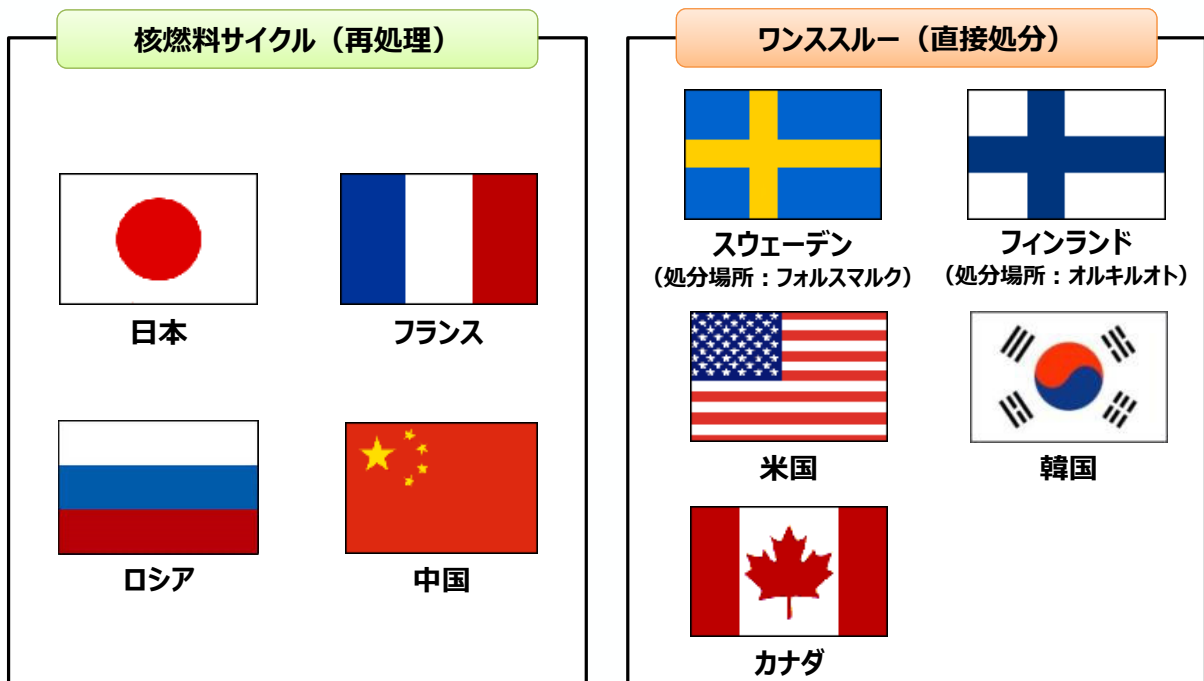 核燃料サイクル（再処理）
日本
フランス
ロシア
中国
ワンススルー（直接処分）
スウェーデン
（処分場所：フォルスマルク）
フィンランド
（処分場所：オルキルオト）
米国
韓国
カナダ